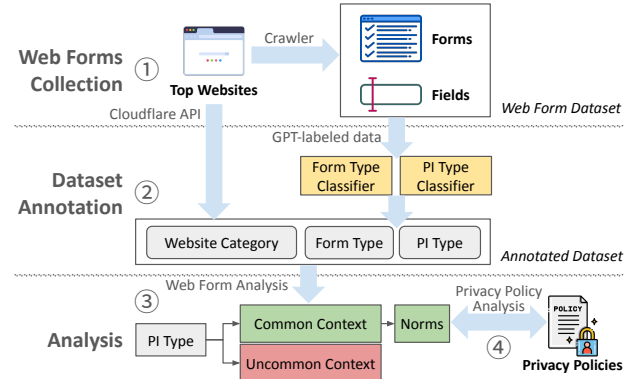 Web Forms
Collection
①
Top Websites
Crawler
Forms
Fields
Web Form Dataset
Cloudflare API
GPT-labeled data
Dataset
Annotation
②
Form Type
Classifier
PI Type
Classifier
Website Category
Form Type
PI Type
Annotated Dataset
Web Form Analysis
③
Analysis
PI Type
Common Context
Uncommon Context
Norms
Privacy Policy
Analysis
④
POLICY
Privacy Policies